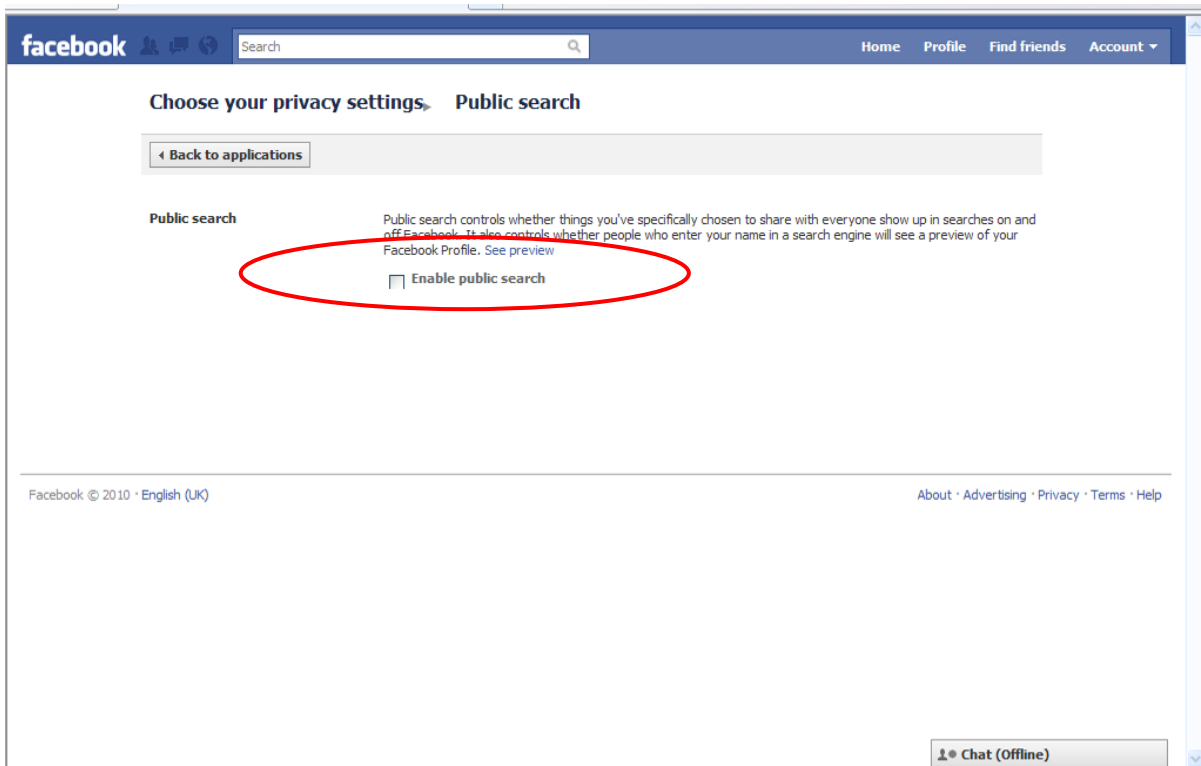 facebook Search Home Profile Find friends Account
Choose your privacy settings Public search
Back to applications
Public search
Public search controls whether things you've specifically chosen to share with everyone show up in searches on and
off Facebook. It also controls whether people who enter your name in a search engine will see a preview of your
Facebook Profile. See preview
Enable public search
Facebook © 2010 · English (UK) About · Advertising · Privacy · Terms · Help
Chat (Offline)